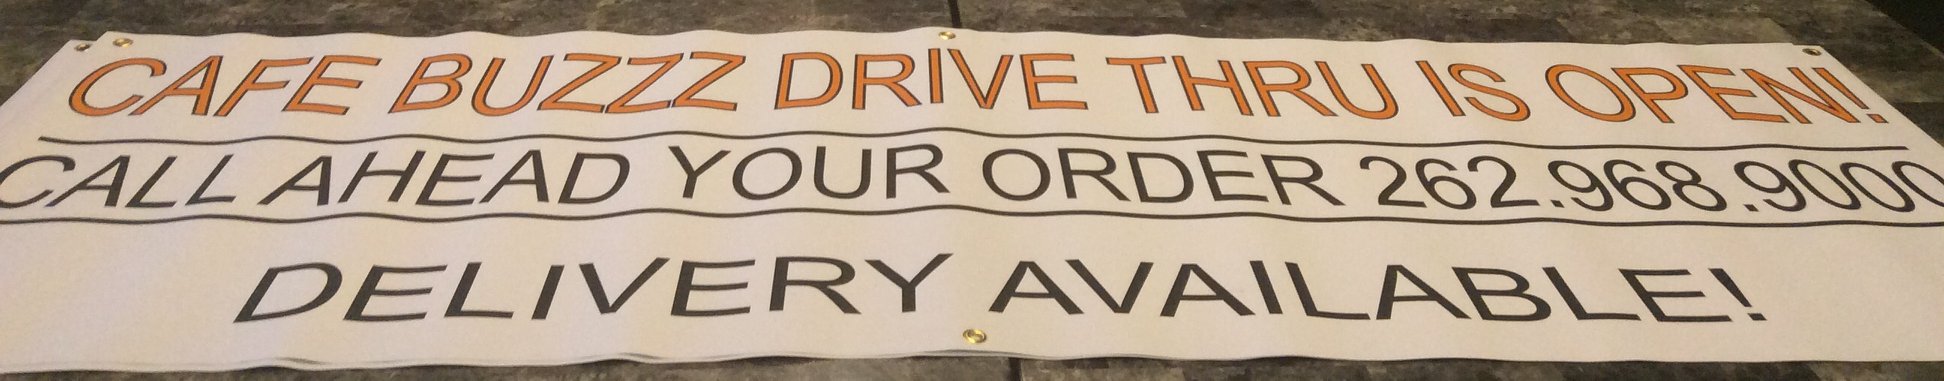 CAFE BUZZZ DRIVE THRU IS OPEN!
CALL AHEAD YOUR ORDER 262.968.9000
DELIVERY AVAILABLE!